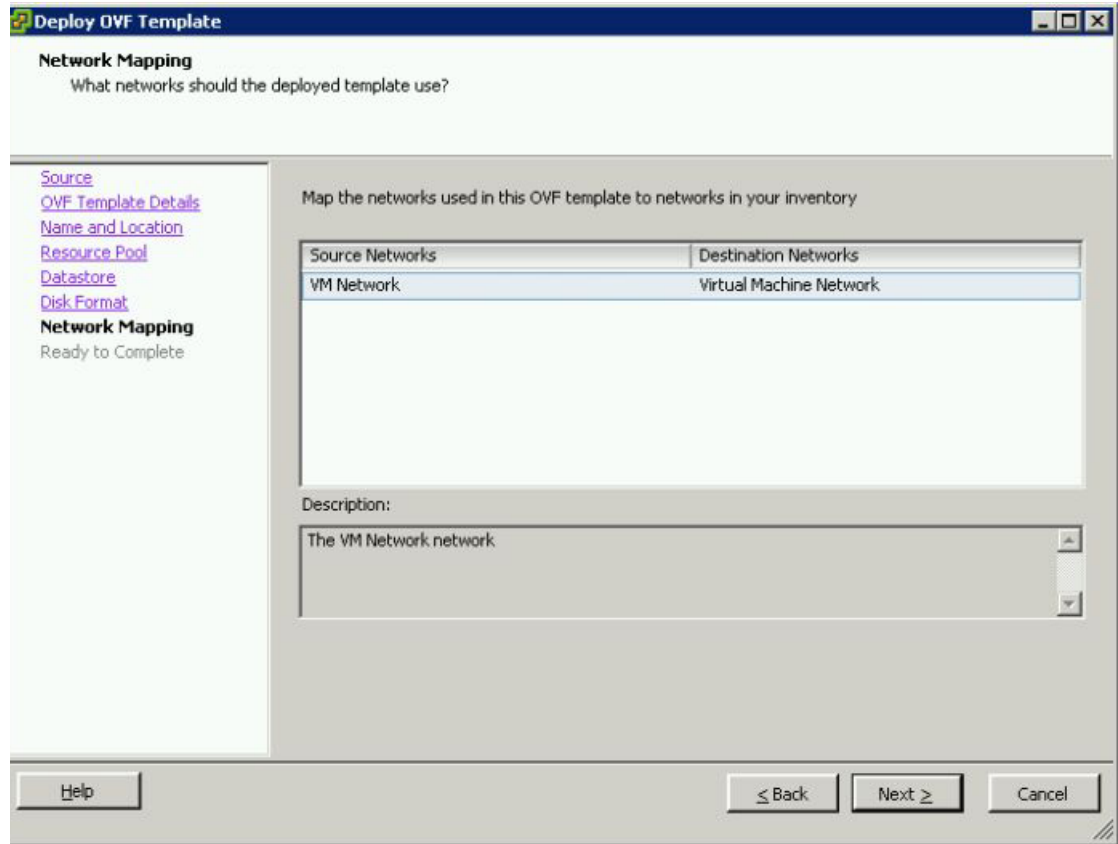 Deploy OVF Template
Network Mapping
What networks should the deployed template use?
Source
OVF Template Details
Name and Location
Resource Pool
Datastore
Disk Format
Network Mapping
Ready to Complete
Map the networks used in this OVF template to networks in your inventory
Source Networks Destination Networks
VM Network Virtual Machine Network
Description:
The VM Network network
Help
≤ Back
Next ≥
Cancel